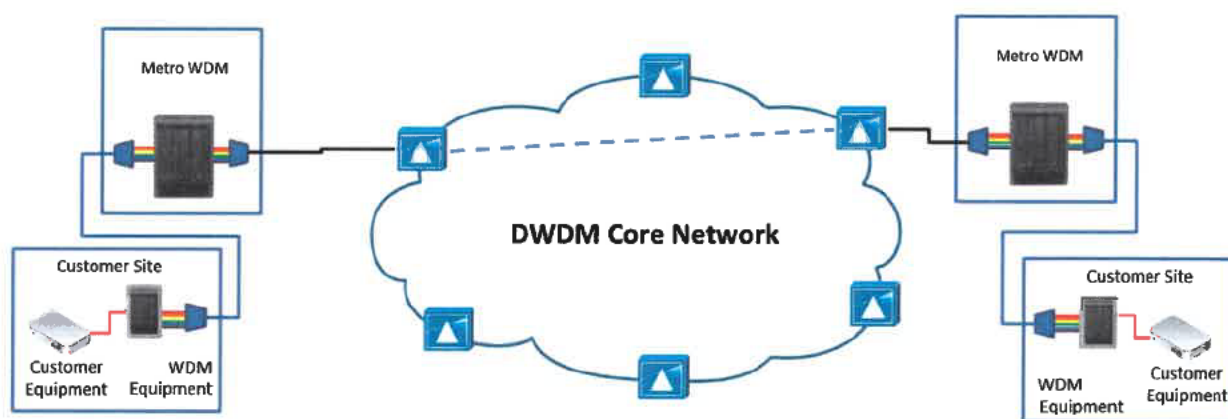 Metro WDM
Metro WDM
DWDM Core Network
Customer Site
Customer
Equipment
WDM
Equipment
Customer Site
WDM
Equipment
Customer
Equipment